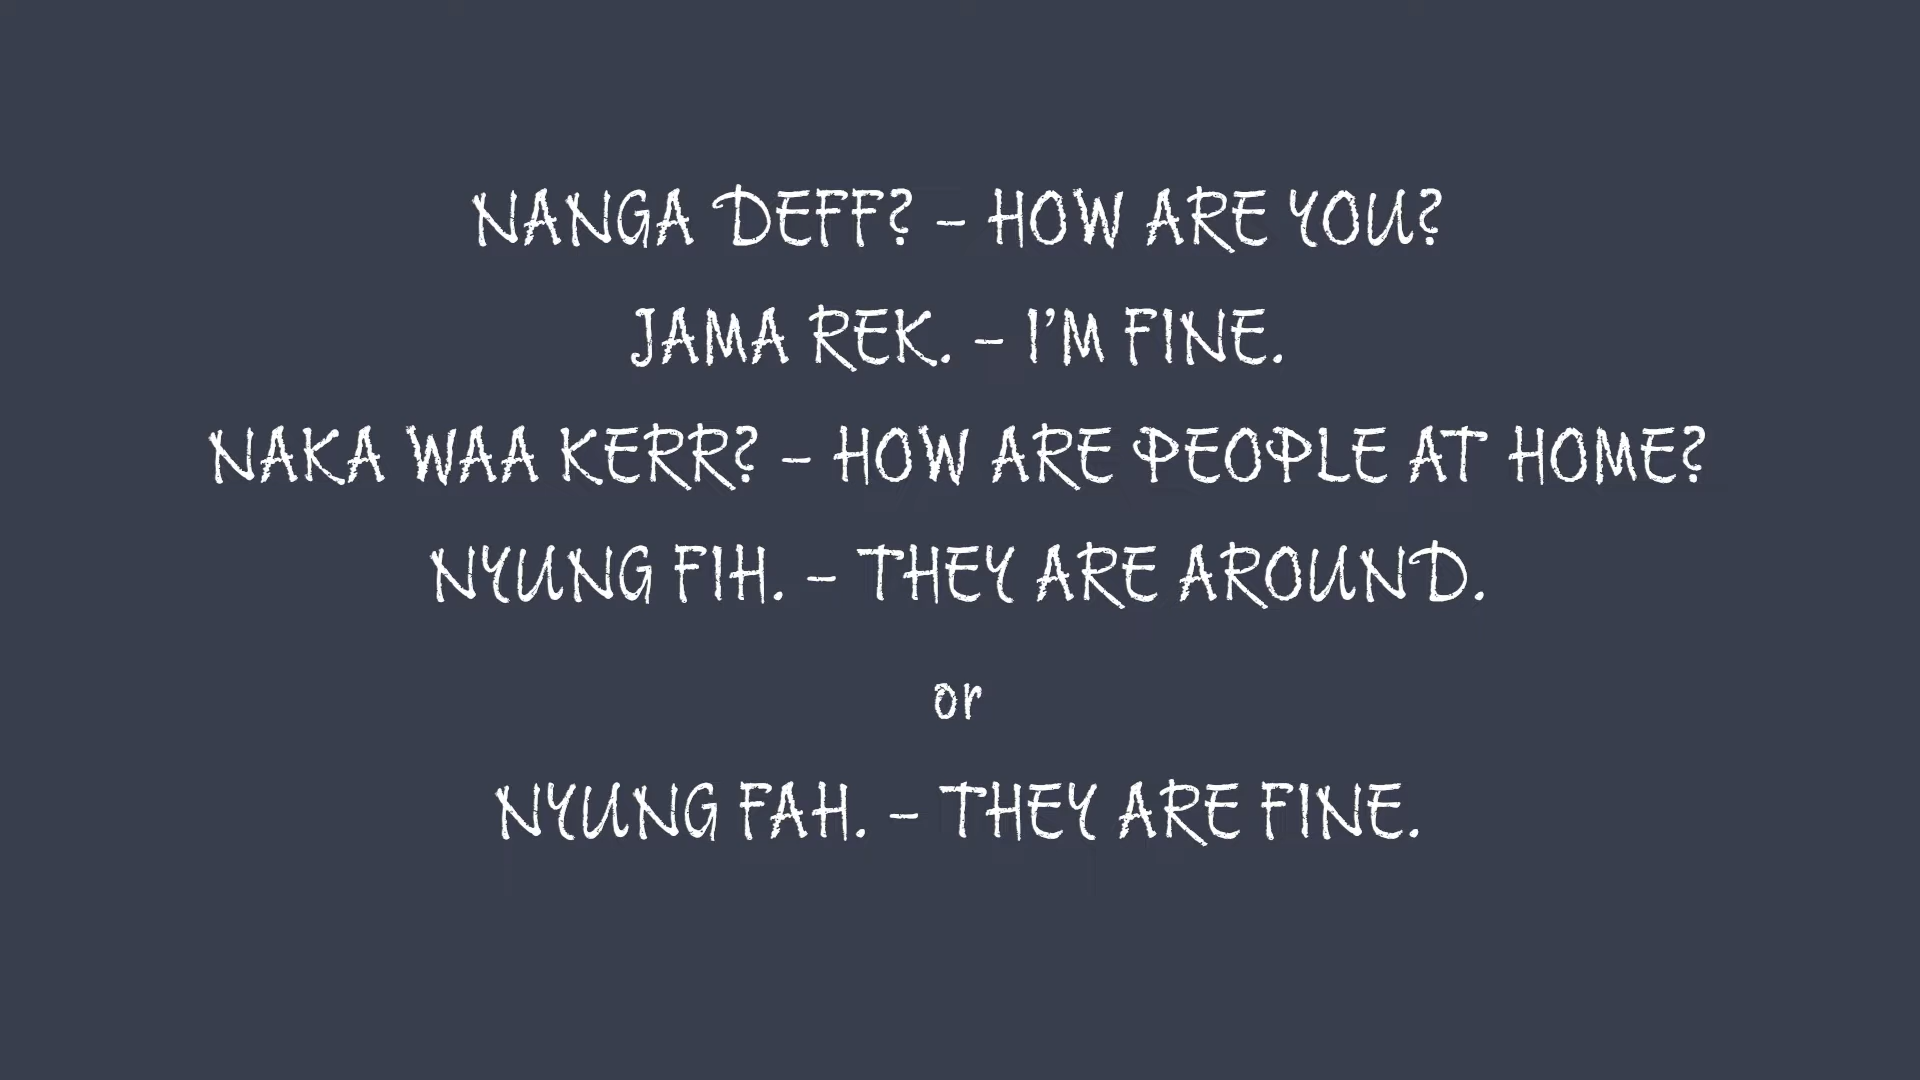 NANGA DEFF? – HOW ARE YOU?
JAMA REK. – I'M FINE.
NAKA WAA KERR? – HOW ARE PEOPLE AT HOME?
NYUNG FIH. – THEY ARE AROUND.
or
NYUNG FAH. – THEY ARE FINE.